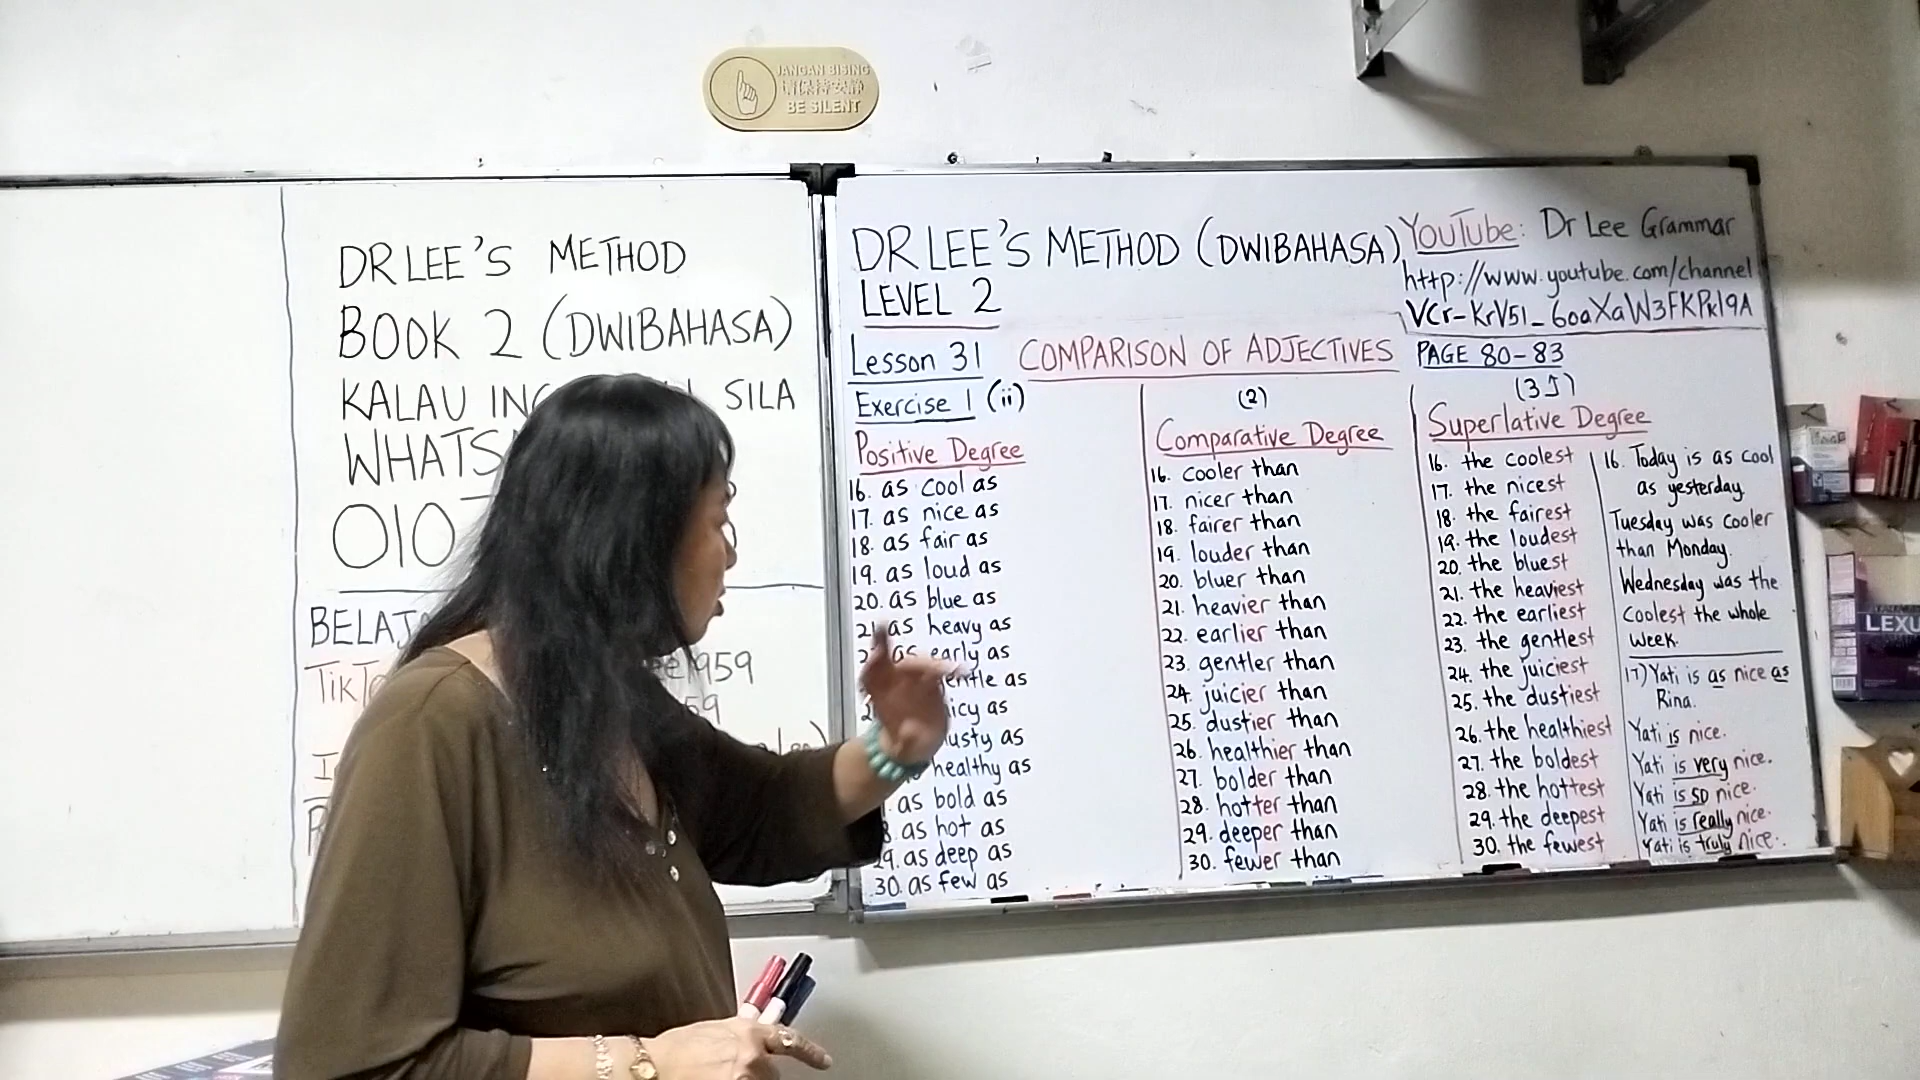 JANGAN BISING
請保持安静
BE SILENT
DR LEE'S METHOD
BOOK 2 (DWIBAHASA)
KALAU SILA
010
TikT
959
59
DR LEE'S METHOD (DWIBAHASA)
LEVEL 2
YouTube: Dr Lee Grammar
http://www.youtube.com/channel
Lesson 31 COMPARISON OF ADJECTIVES PAGE 80-83
Exercise 1 (ii)
Positive Degree
16. as cool as
17. as nice as
18. as fair as
19. as loud as
20. as blue as
as heavy as
as early as
as
as
as
healthy as
as bold as
as hot as
as deep as
30. as few as
(2)
Comparative Degree
16. cooler than
17. nicer than
18. fairer than
19. louder than
20. bluer than
21. heavier than
22. earlier than
23. gentler than
24. juicier than
25. dustier than
26. healthier than
27. bolder than
28. hotter than
29. deeper than
30. fewer than
Superlative Degree
16. the coolest
17. the nicest
18. the fairest
19. the loudest
20. the bluest
21. the heaviest
22. the earliest
23. the gentlest
24. the juiciest
25. the dustiest
26. the healthiest
27. the boldest
28. the hottest
29. the deepest
30. the fewest
16. Today is as cool
as yesterday.
Tuesday was cooler
than Monday.
Wednesday was the
coolest the whole
week.
17) Yati is as nice as
Rina.
Yati is nice.
Yati is very nice.
Yati is so nice.
Yati is really nice.
Yati is truly nice.
LEXU